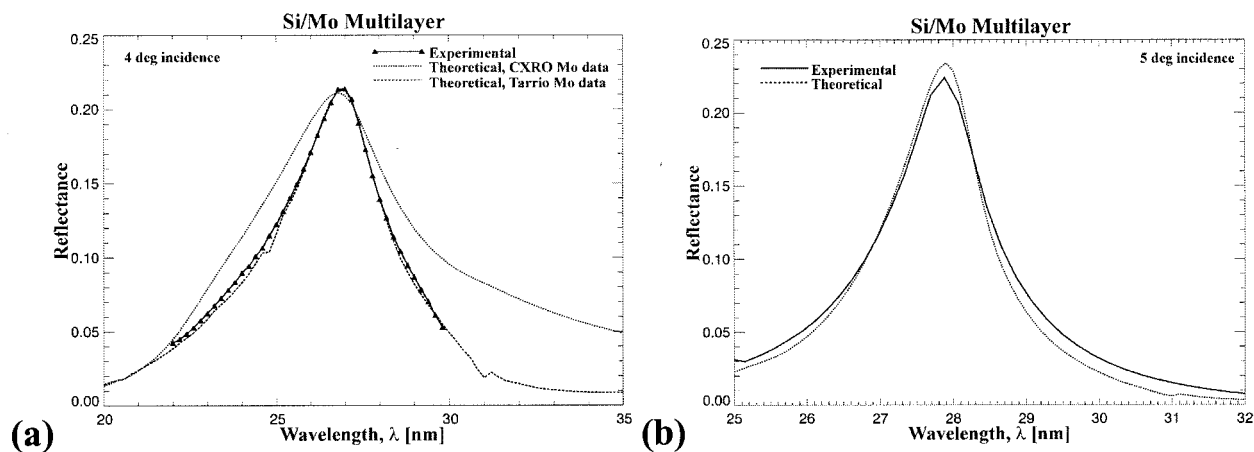 Si/Mo Multilayer
0.25
0.20
0.15
0.10
0.05
0.00
Reflectance
4 deg incidence
Experimental
Theoretical, CXRO Mo data
Theoretical, Tarrio Mo data
20
25
30
35
Wavelength, λ [nm]
(a)
Si/Mo Multilayer
0.25
0.20
0.15
0.10
0.05
0.00
Reflectance
Experimental
Theoretical
5 deg incidence
25
26
27
28
29
30
31
32
Wavelength, λ [nm]
(b)